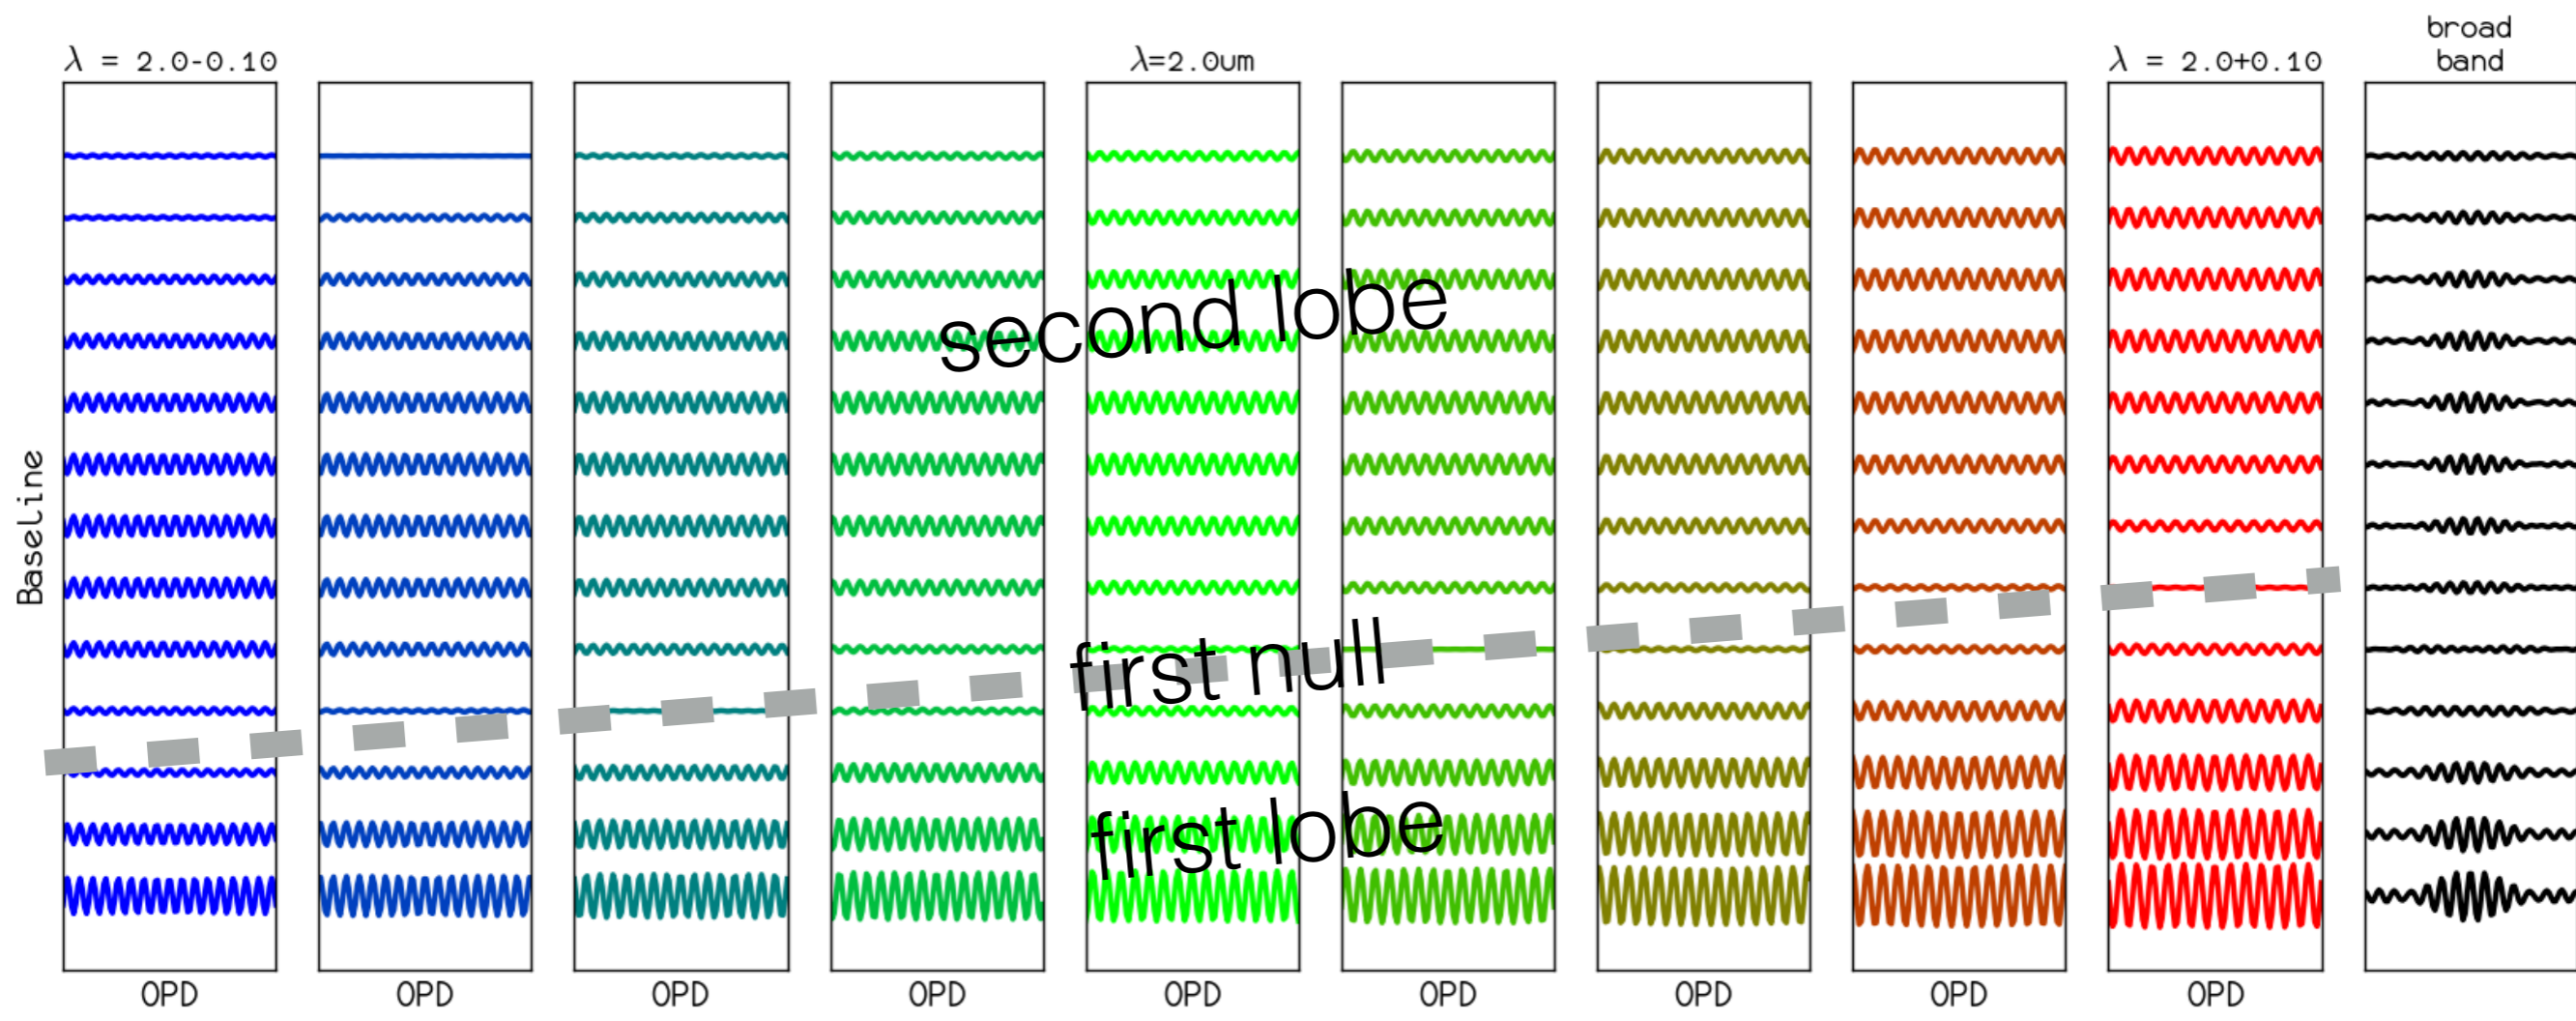 broad
band
λ = 2.0-0.10
λ=2.0um
λ = 2.0+0.10
second lobe
Baseline
first null
first lobe
OPD
OPD
OPD
OPD
OPD
OPD
OPD
OPD
OPD